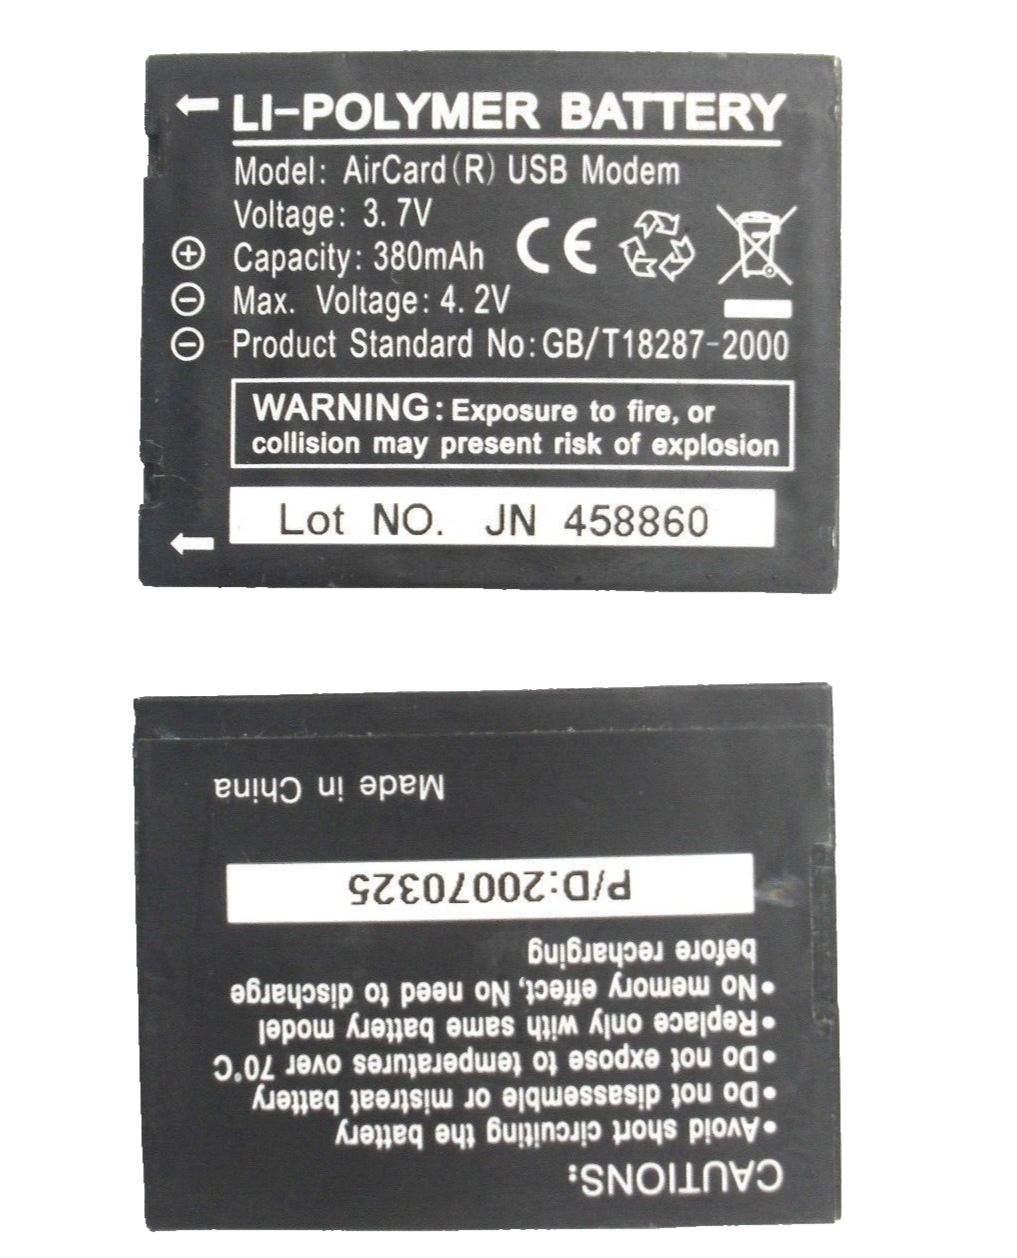 LI-POLYMER BATTERY
Model: AirCard(R) USB Modem
Voltage: 3.7V
Capacity: 380mAh
CE
Max. Voltage: 4.2V
Product Standard No:GB/T18287-2000
WARNING: Exposure to fire, or
collision may present risk of explosion
Lot NO. JN 458860
CAUTIONS:
•Avoid short circuiting the battery
•Do not disassemble or mistreat battery
•Do not expose to temperatures over 70°C
•Replace only with same battery model
•No memory effect, No need to discharge
before recharging
P/D:20070325
Made in China